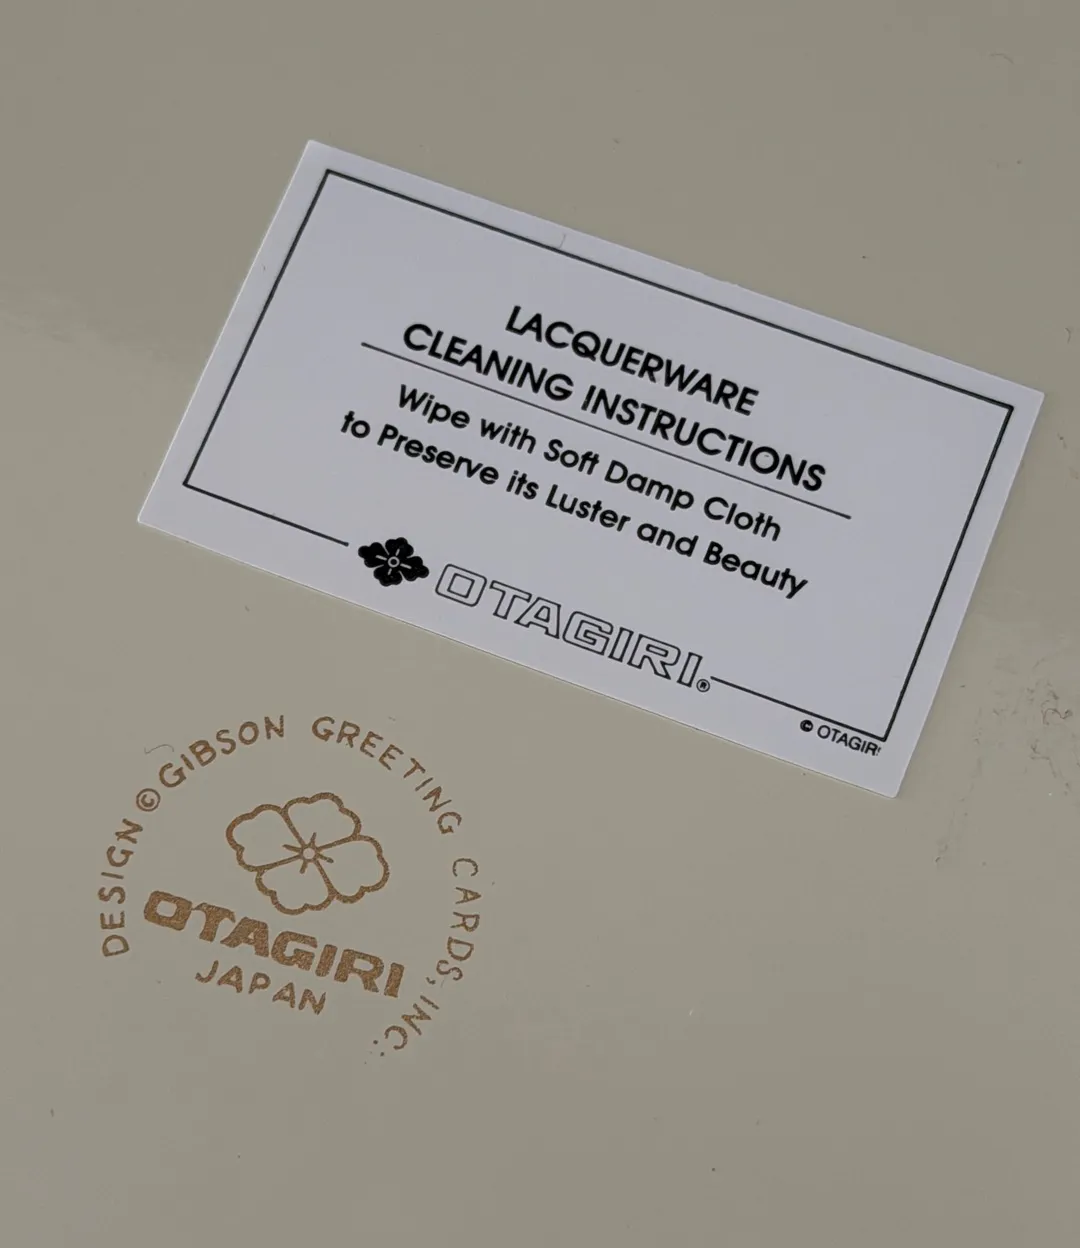 LACQUERWARE
CLEANING INSTRUCTIONS
Wipe with Soft Damp Cloth
to Preserve its Luster and Beauty
OTAGIRI®
© OTAGIRI
DESIGN © GIBSON GREETING CARDS, INC.
OTAGIRI
JAPAN